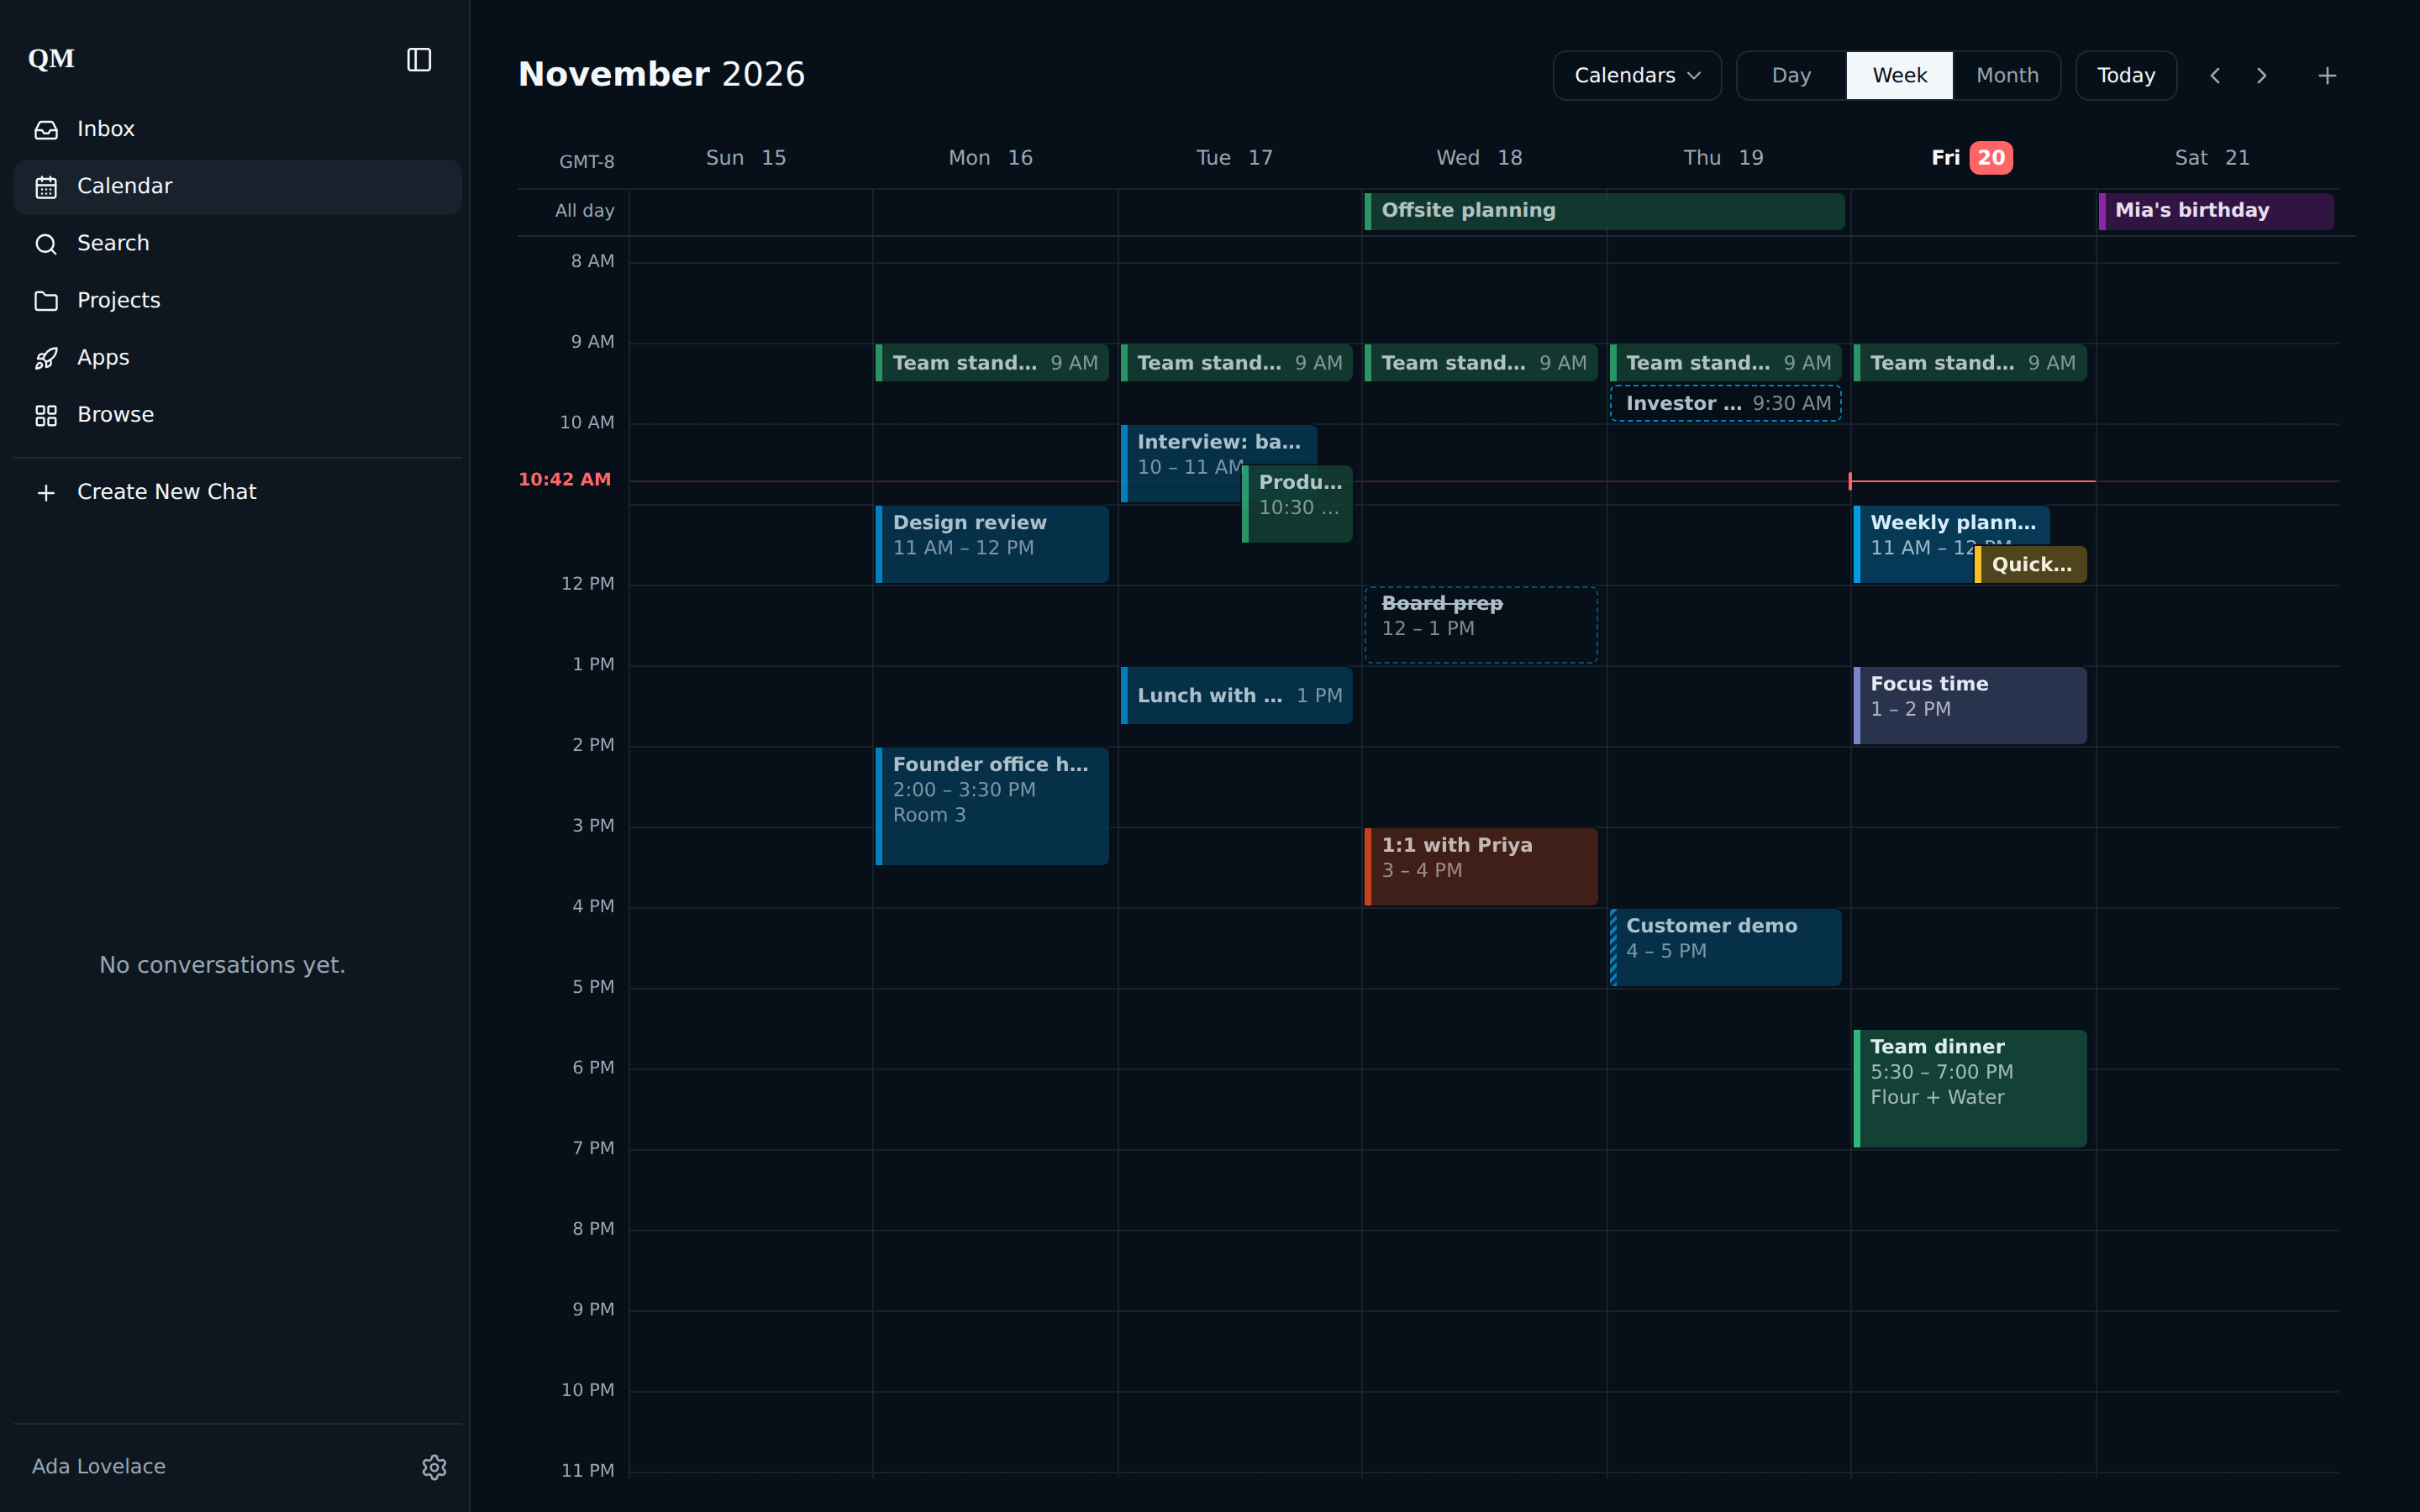 QM
Inbox
Calendar
Search
Projects
Apps
Browse
Create New Chat
No conversations yet.
Ada Lovelace
November 2026
Calendars
Day
Week
Month
Today
GMT-8
Sun 15
Mon 16
Tue 17
Wed 18
Thu 19
Fri 20
Sat 21
All day
Offsite planning
Mia's birthday
8 AM
9 AM
Team stand… 9 AM
Team stand… 9 AM
Team stand… 9 AM
Team stand… 9 AM
Team stand… 9 AM
Investor … 9:30 AM
10 AM
Interview: ba…
10 – 11 AM
10:42 AM
Produ…
10:30 …
Design review
11 AM – 12 PM
Weekly plann…
11 AM – 12 PM
Quick…
12 PM
Board prep
12 – 1 PM
1 PM
Lunch with … 1 PM
Focus time
1 – 2 PM
2 PM
Founder office h…
2:00 – 3:30 PM
Room 3
3 PM
1:1 with Priya
3 – 4 PM
4 PM
Customer demo
4 – 5 PM
5 PM
Team dinner
5:30 – 7:00 PM
Flour + Water
6 PM
7 PM
8 PM
9 PM
10 PM
11 PM